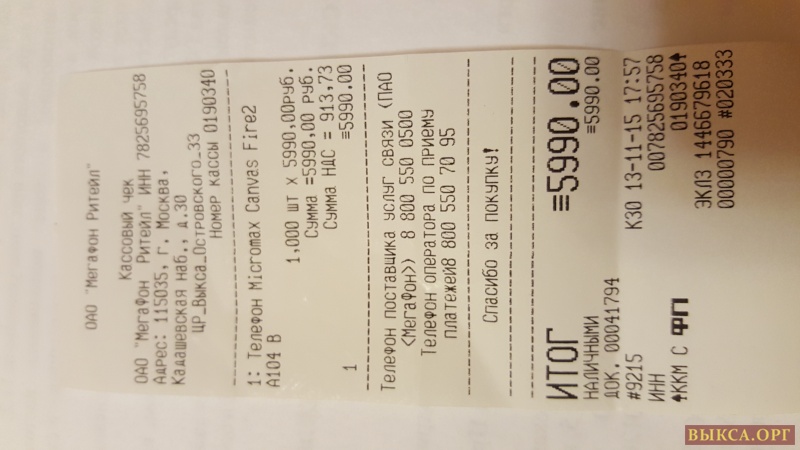 ОАО "Мегафон Ритейл"
Кассовый чек
ОАО "Мегафон Ритейл" ИНН 7825695758
Адрес: 115035, г. Москва,
Кадашевская наб., д.30
ЦР_Выкса_Островского_33
Номер кассы 0190340
1: Телефон Micromax Canvas Fire2
A104 B
1,000 шт X 5990,00РУБ.
Сумма =5990,00 РУБ.
Сумма НДС = 913,73
1 ≡5990.00
Телефон поставщика услуг связи (ПАО
<МегаФон>) 8 800 550 0500
Телефон оператора по приему
платежей8 800 550 70 95
Спасибо за покупку!
ИТОГ ≡5990.00
НАЛИЧНЫМИ ≡5990.00
ДОК. 00041794
#9215 К30 13-11-15 17:57
ИНН 007825695758
↑ККМ С ФП 0190340↑
ЭКЛЗ 1446679618
00000790 #020333
ВЫКСА.ОРГ